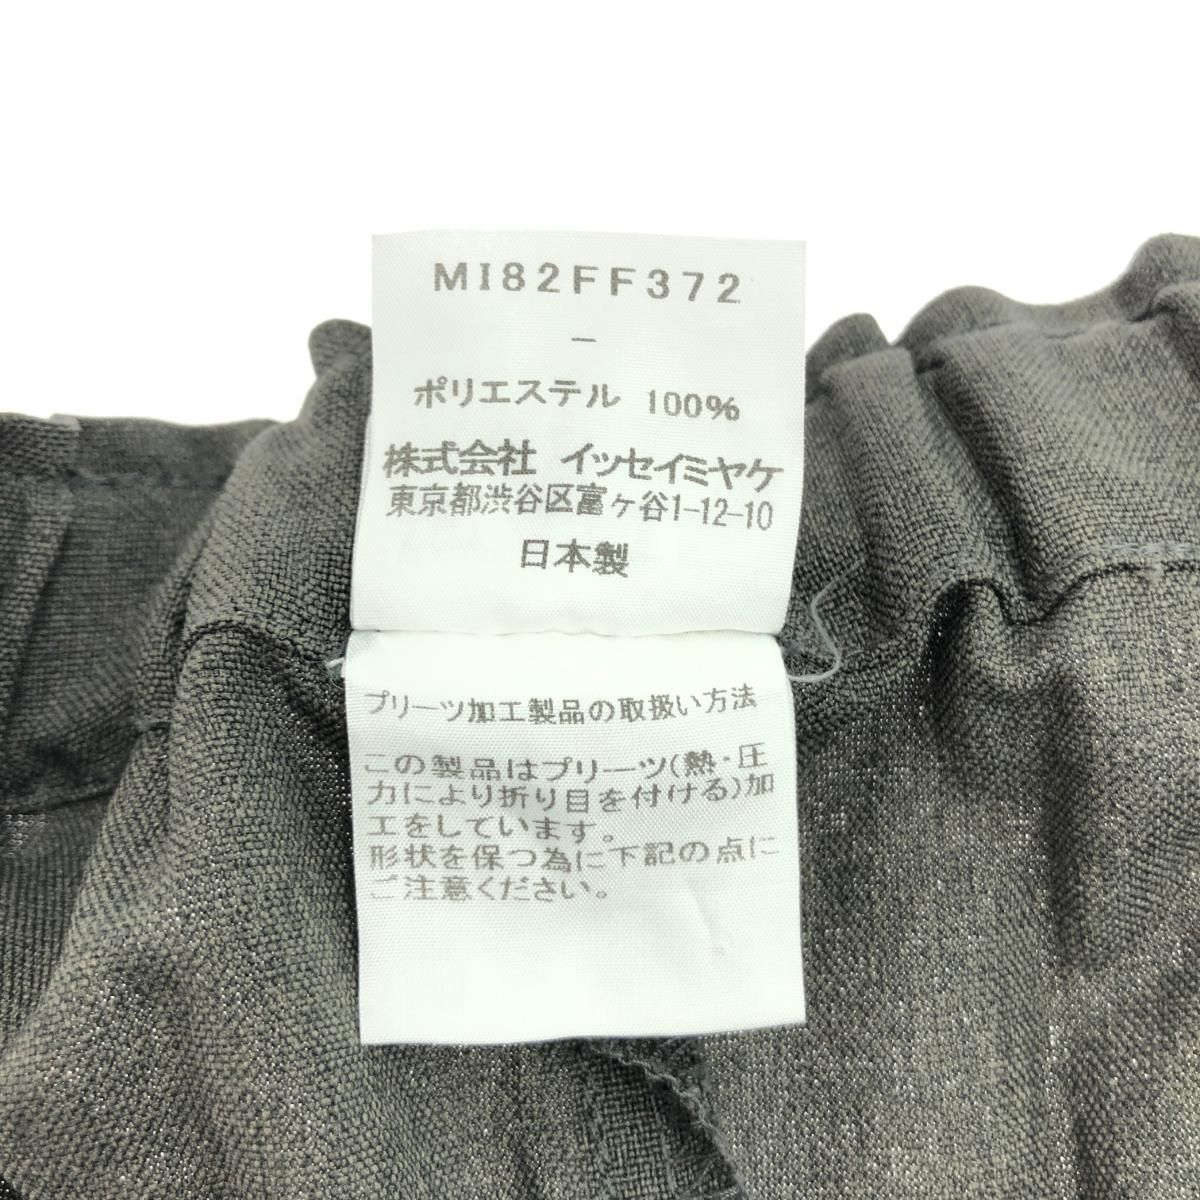 MI82FF372
–
ポリエステル 100%
株式会社 イッセイミヤケ
東京都渋谷区富ヶ谷1-12-10
日本製
プリーツ加工製品の取扱い方法
この製品はプリーツ(熱・圧
力により折り目を付ける)加
工をしています。
形状を保つ為に下記の点に
ご注意ください。